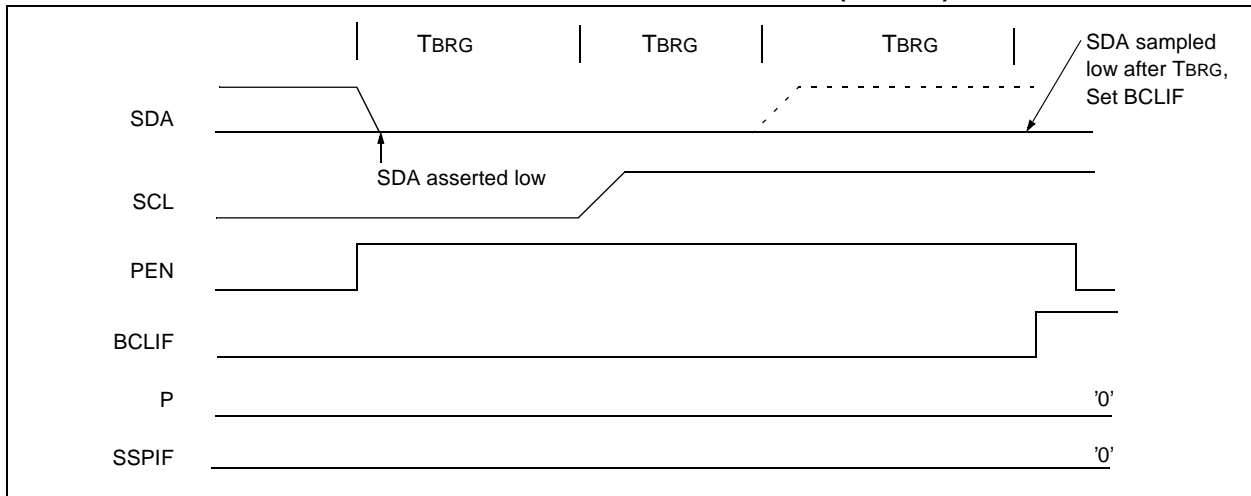 TBRG TBRG TBRG
SDA sampled
low after TBRG,
Set BCLIF
SDA
SDA asserted low
SCL
PEN
BCLIF
P '0'
SSPIF '0'